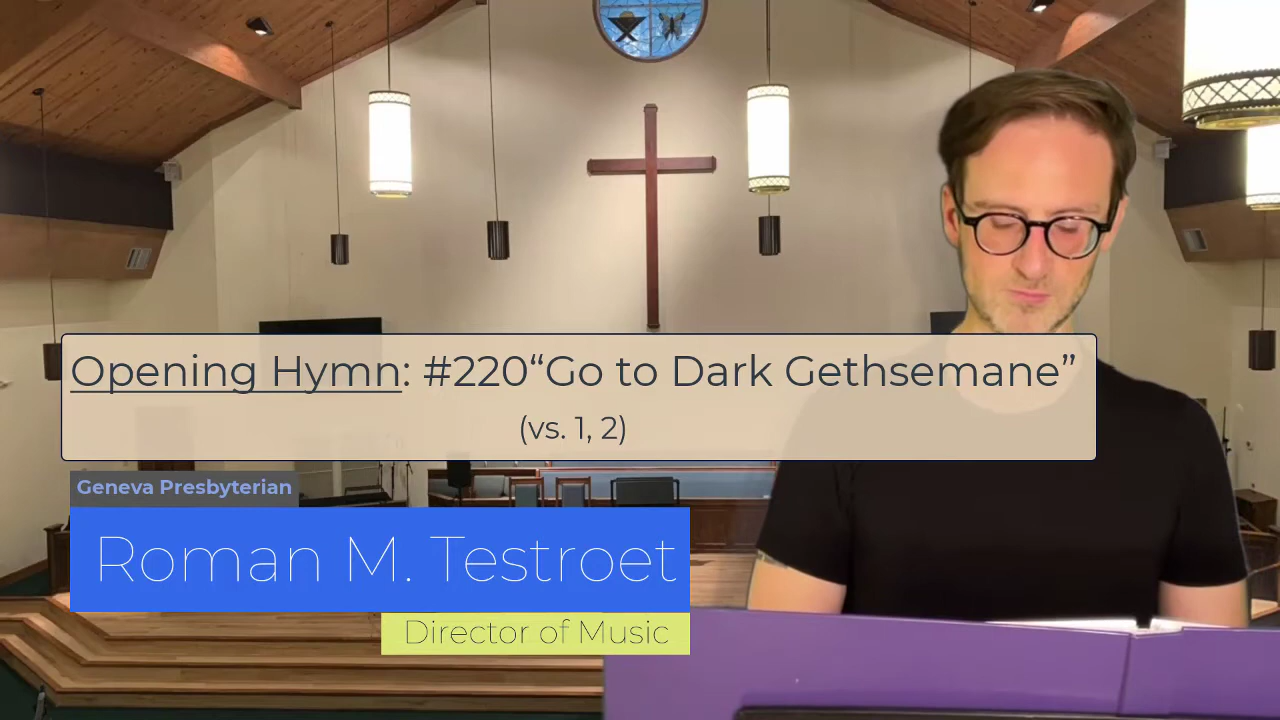 Opening Hymn: #220“Go to Dark Gethsemane”
(vs. 1, 2)
Geneva Presbyterian
Roman M. Testroet
Director of Music